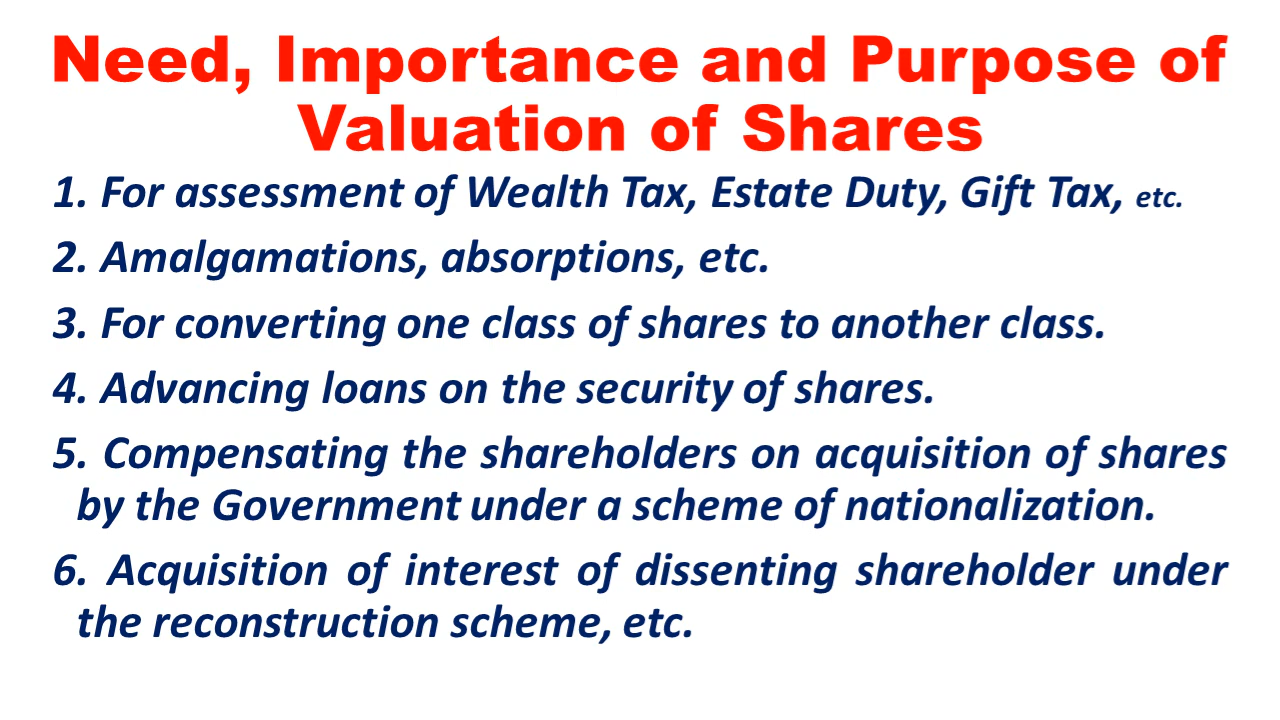 Need, Importance and Purpose of
Valuation of Shares
1. For assessment of Wealth Tax, Estate Duty, Gift Tax, etc.
2. Amalgamations, absorptions, etc.
3. For converting one class of shares to another class.
4. Advancing loans on the security of shares.
5. Compensating the shareholders on acquisition of shares
by the Government under a scheme of nationalization.
6. Acquisition of interest of dissenting shareholder under
the reconstruction scheme, etc.